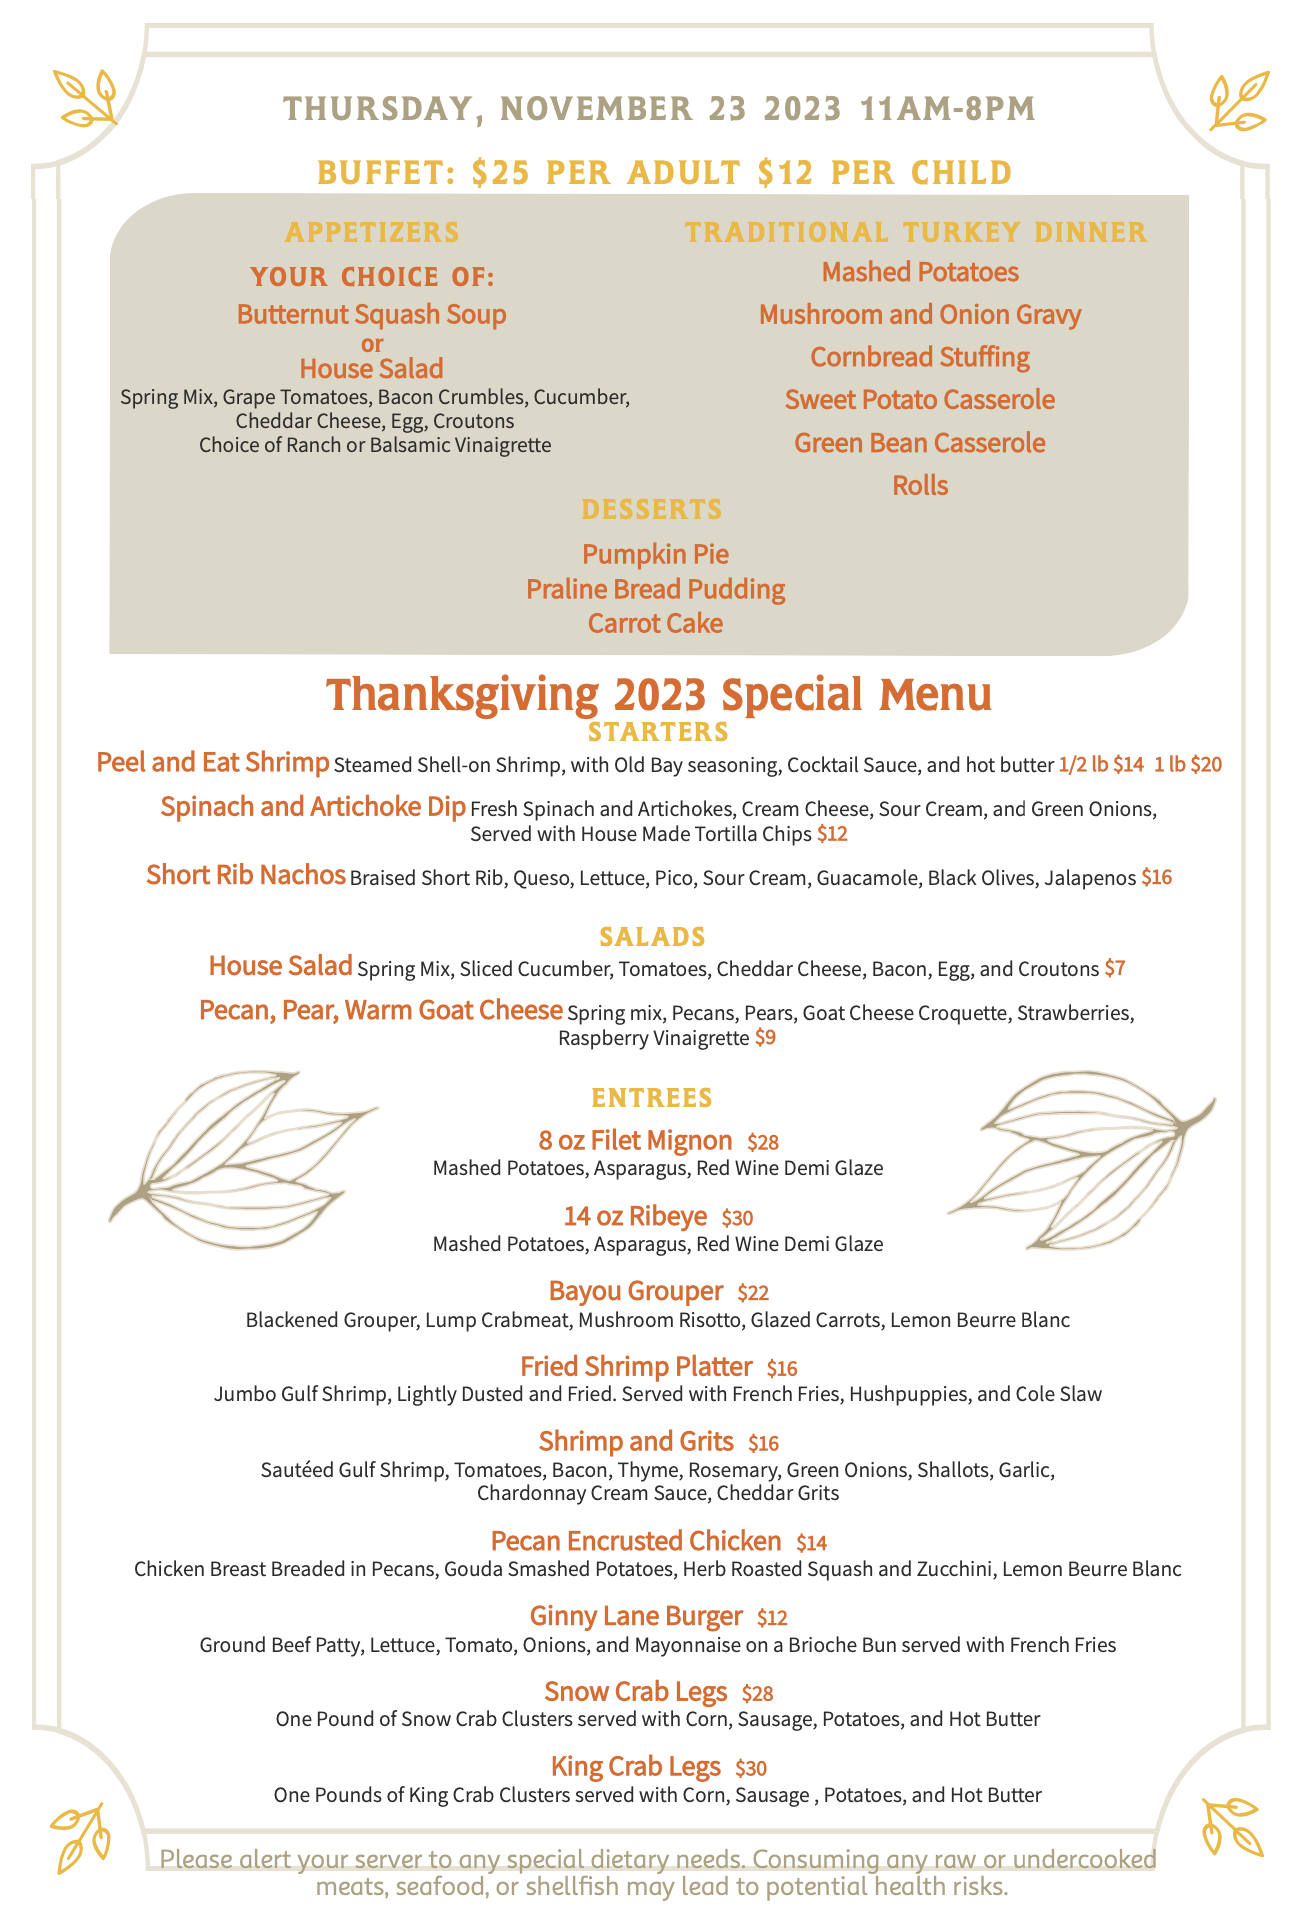 THURSDAY, NOVEMBER 23 2023 11AM-8PM
BUFFET: $25 PER ADULT $12 PER CHILD
APPETIZERS
YOUR CHOICE OF:
Butternut Squash Soup
or
House Salad
Spring Mix, Grape Tomatoes, Bacon Crumbles, Cucumber,
Cheddar Cheese, Egg, Croutons
Choice of Ranch or Balsamic Vinaigrette
TRADITIONAL TURKEY DINNER
Mashed Potatoes
Mushroom and Onion Gravy
Cornbread Stuffing
Sweet Potato Casserole
Green Bean Casserole
Rolls
DESSERTS
Pumpkin Pie
Praline Bread Pudding
Carrot Cake
Thanksgiving 2023 Special Menu
STARTERS
Peel and Eat Shrimp Steamed Shell-on Shrimp, with Old Bay seasoning, Cocktail Sauce, and hot butter 1/2 lb $14 1 lb $20
Spinach and Artichoke Dip Fresh Spinach and Artichokes, Cream Cheese, Sour Cream, and Green Onions,
Served with House Made Tortilla Chips $12
Short Rib Nachos Braised Short Rib, Queso, Lettuce, Pico, Sour Cream, Guacamole, Black Olives, Jalapenos $16
SALADS
House Salad Spring Mix, Sliced Cucumber, Tomatoes, Cheddar Cheese, Bacon, Egg, and Croutons $7
Pecan, Pear, Warm Goat Cheese Spring mix, Pecans, Pears, Goat Cheese Croquette, Strawberries,
Raspberry Vinaigrette $9
ENTREES
8 oz Filet Mignon $28
Mashed Potatoes, Asparagus, Red Wine Demi Glaze
14 oz Ribeye $30
Mashed Potatoes, Asparagus, Red Wine Demi Glaze
Bayou Grouper $22
Blackened Grouper, Lump Crabmeat, Mushroom Risotto, Glazed Carrots, Lemon Beurre Blanc
Fried Shrimp Platter $16
Jumbo Gulf Shrimp, Lightly Dusted and Fried. Served with French Fries, Hushpuppies, and Cole Slaw
Shrimp and Grits $16
Sautéed Gulf Shrimp, Tomatoes, Bacon, Thyme, Rosemary, Green Onions, Shallots, Garlic,
Chardonnay Cream Sauce, Cheddar Grits
Pecan Encrusted Chicken $14
Chicken Breast Breaded in Pecans, Gouda Smashed Potatoes, Herb Roasted Squash and Zucchini, Lemon Beurre Blanc
Ginny Lane Burger $12
Ground Beef Patty, Lettuce, Tomato, Onions, and Mayonnaise on a Brioche Bun served with French Fries
Snow Crab Legs $28
One Pound of Snow Crab Clusters served with Corn, Sausage, Potatoes, and Hot Butter
King Crab Legs $30
One Pounds of King Crab Clusters served with Corn, Sausage , Potatoes, and Hot Butter
Please alert your server to any special dietary needs. Consuming any raw or undercooked
meats, seafood, or shellfish may lead to potential health risks.